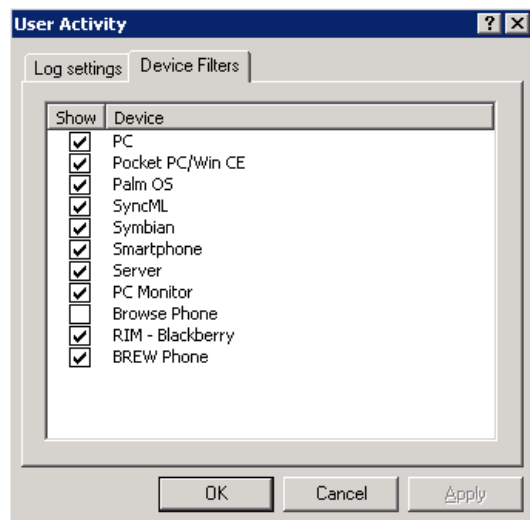 User Activity
Log settings Device Filters
Show Device
PC
Pocket PC/Win CE
Palm OS
SyncML
Symbian
Smartphone
Server
PC Monitor
Browse Phone
RIM - Blackberry
BREW Phone
OK Cancel Apply